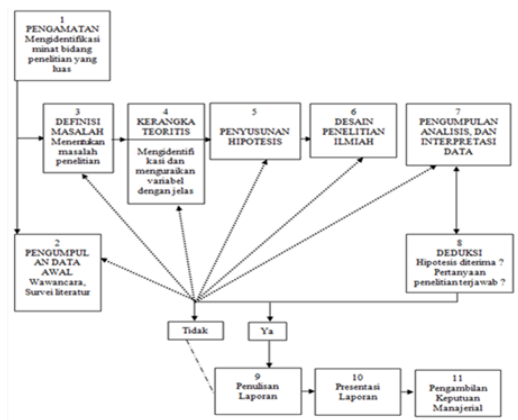 1
PENGAMATAN
Mengidentifikasi
minat bidang
penelitian yang
luas
3
DEFINISI
MASALAH
Menentukan
masalah
penelitian
4
KERANGKA
TEORITIS
Mengidentifi
kasi dan
menguraikan
variabel
dengan jelas
5
PENYUSUNAN
HIPOTESIS
6
DESAIN
PENELITIAN
ILMIAH
7
PENGUMPULAN
ANALISIS, DAN
INTERPRETASI
DATA
2
PENGUMPUL
AN DATA
AWAL
Wawancara,
Survei literatur
8
DEDUKSI
Hipotesis diterima ?
Pertanyaan
penelitian terjawab ?
Tidak
Ya
9
Penulisan
Laporan
10
Presentasi
Laporan
11
Pengambilan
Keputuan
Manajerial